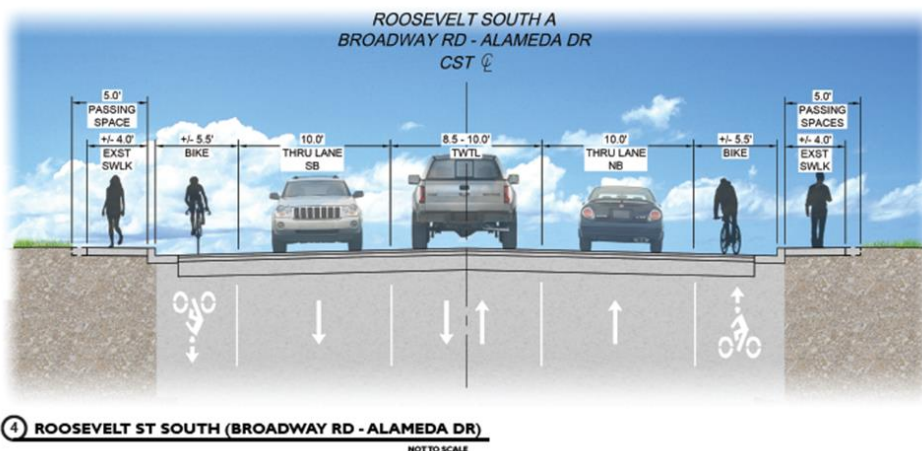 ROOSEVELT SOUTH A
BROADWAY RD - ALAMEDA DR
CST ℄
5.0'
PASSING
SPACE
+/- 4.0'
EXST
SWLK
+/- 5.5'
BIKE
10.0'
THRU LANE
SB
8.5 - 10.0'
TWTL
10.0'
THRU LANE
NB
+/- 5.5'
BIKE
5.0'
PASSING
SPACES
+/- 4.0'
EXST
SWLK
4 ROOSEVELT ST SOUTH (BROADWAY RD - ALAMEDA DR)
NOT TO SCALE